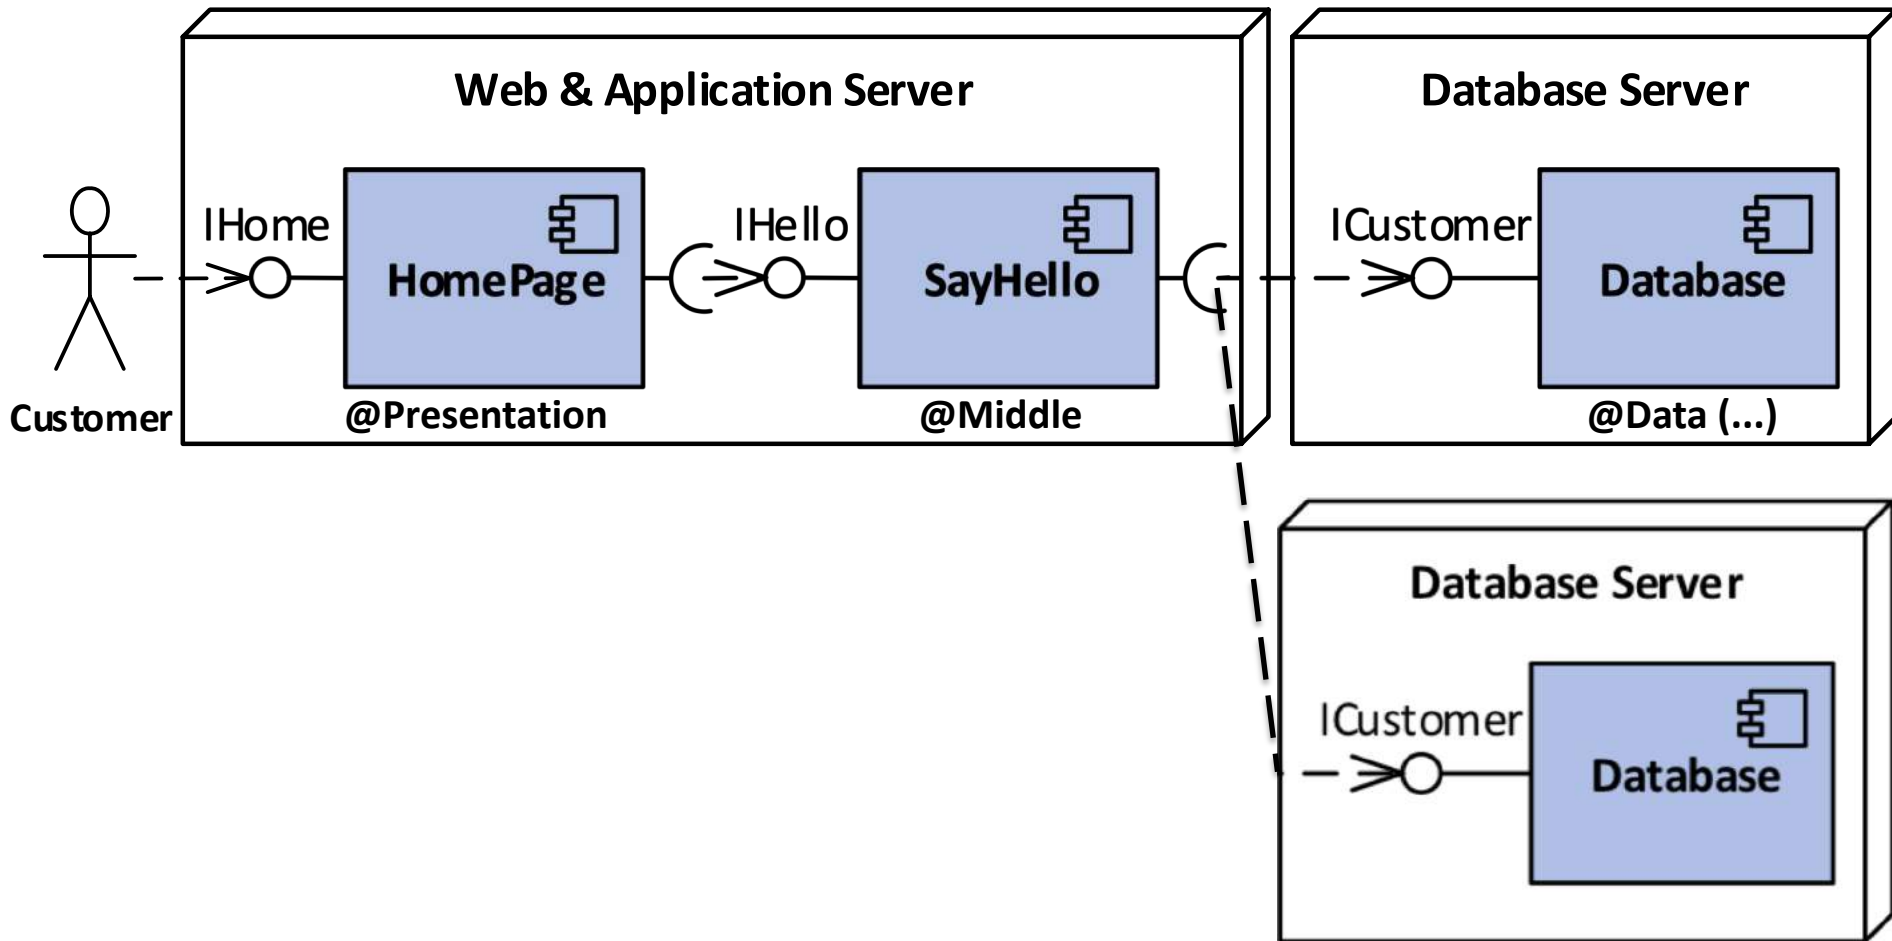 Web & Application Server
Database Server
IHome
IHello
ICustomer
HomePage
SayHello
Database
Customer
@Presentation
@Middle
@Data (...)
Database Server
ICustomer
Database